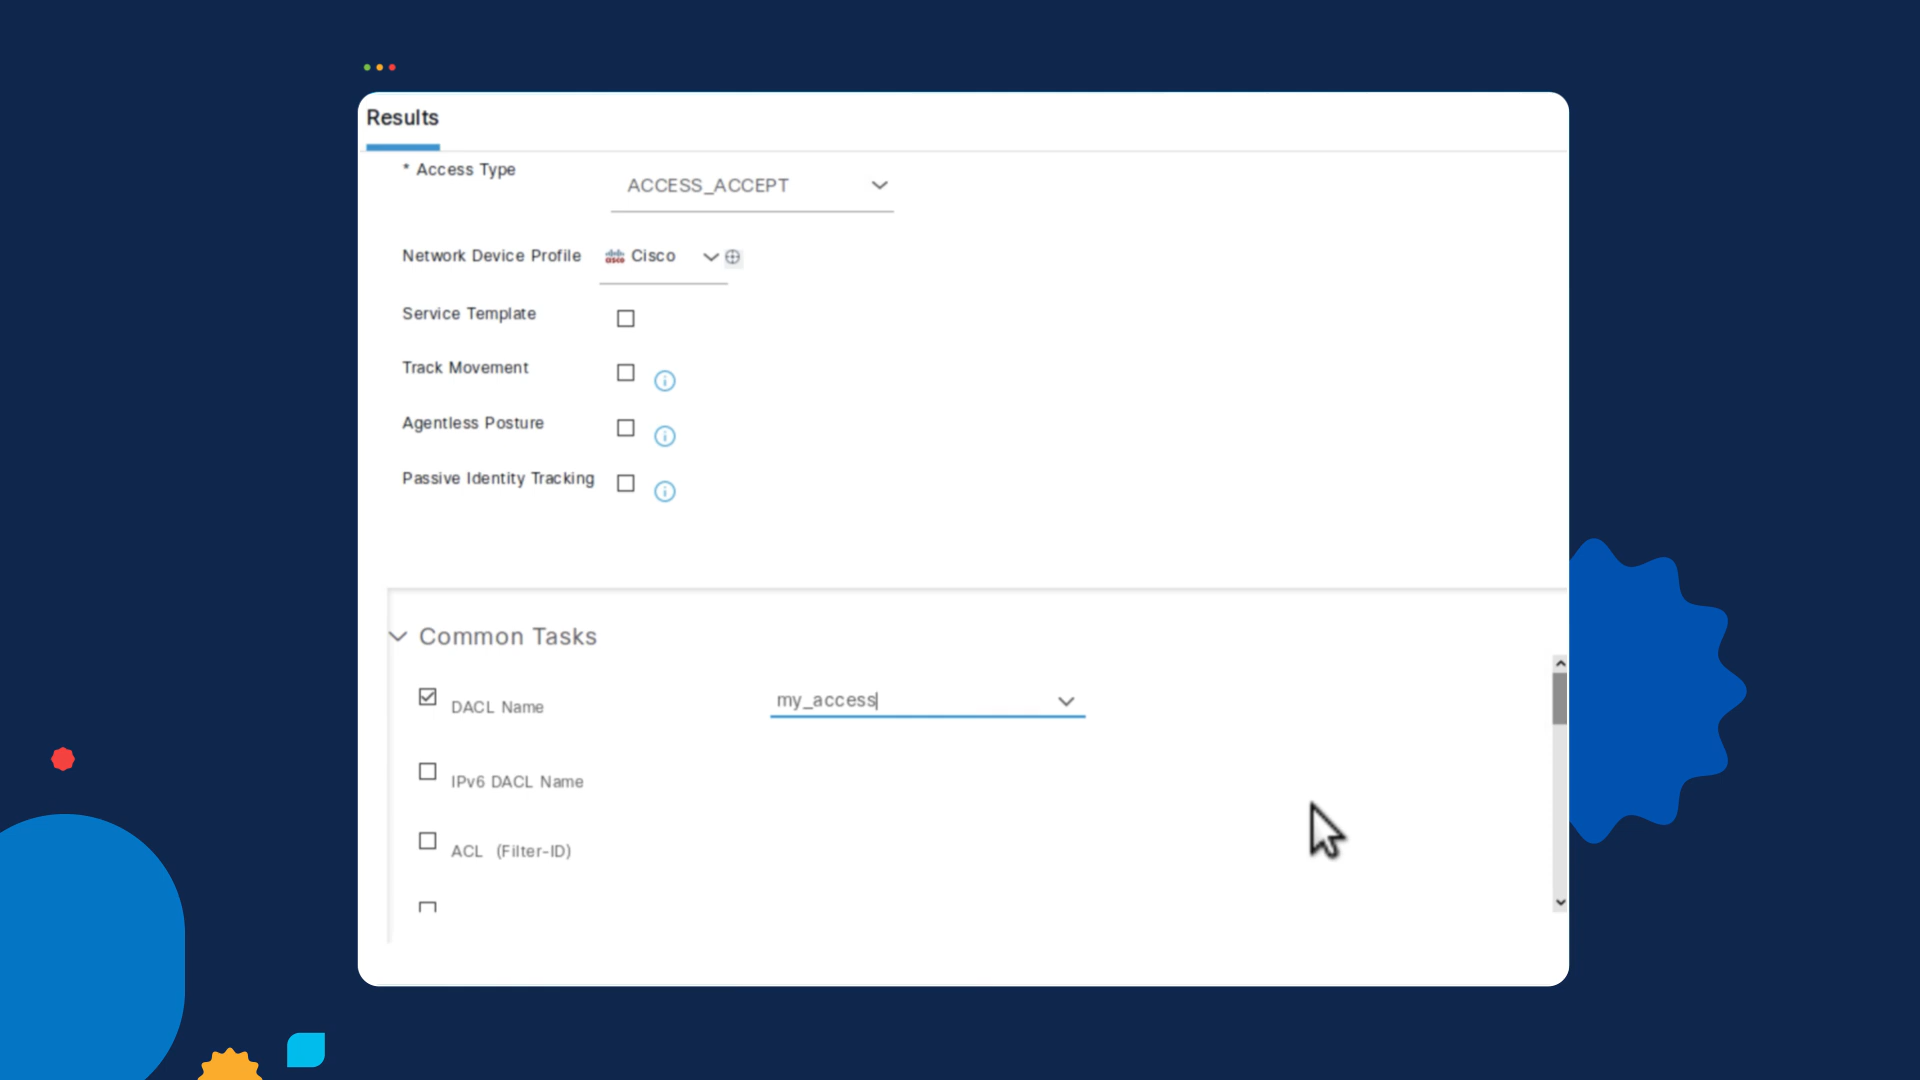 Results
* Access Type
ACCESS_ACCEPT
Network Device Profile
Cisco
Service Template
Track Movement
Agentless Posture
Passive Identity Tracking
Common Tasks
DACL Name
my_access
IPv6 DACL Name
ACL (Filter-ID)